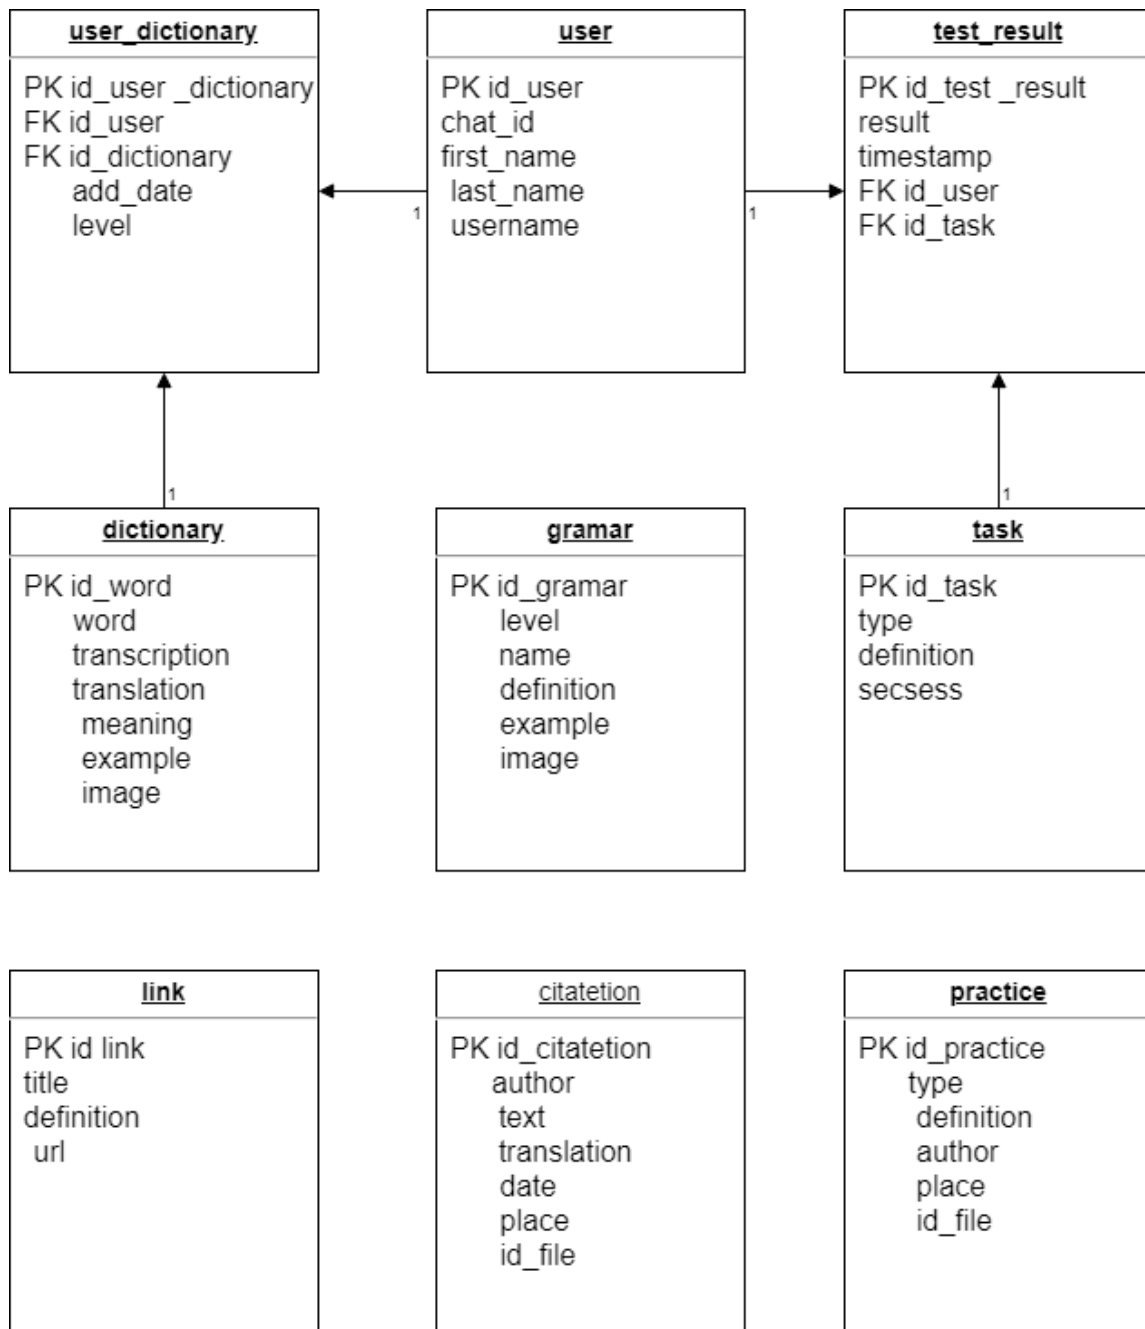 user_dictionary
PK id_user _dictionary
FK id_user
FK id_dictionary
add_date
level
user
PK id_user
chat_id
first_name
last_name
username
test_result
PK id_test _result
result
timestamp
FK id_user
FK id_task
1
1
1
1
dictionary
PK id_word
word
transcription
translation
meaning
example
image
gramar
PK id_gramar
level
name
definition
example
image
task
PK id_task
type
definition
secsess
link
PK id link
title
definition
url
citatetion
PK id_citatetion
author
text
translation
date
place
id_file
practice
PK id_practice
type
definition
author
place
id_file